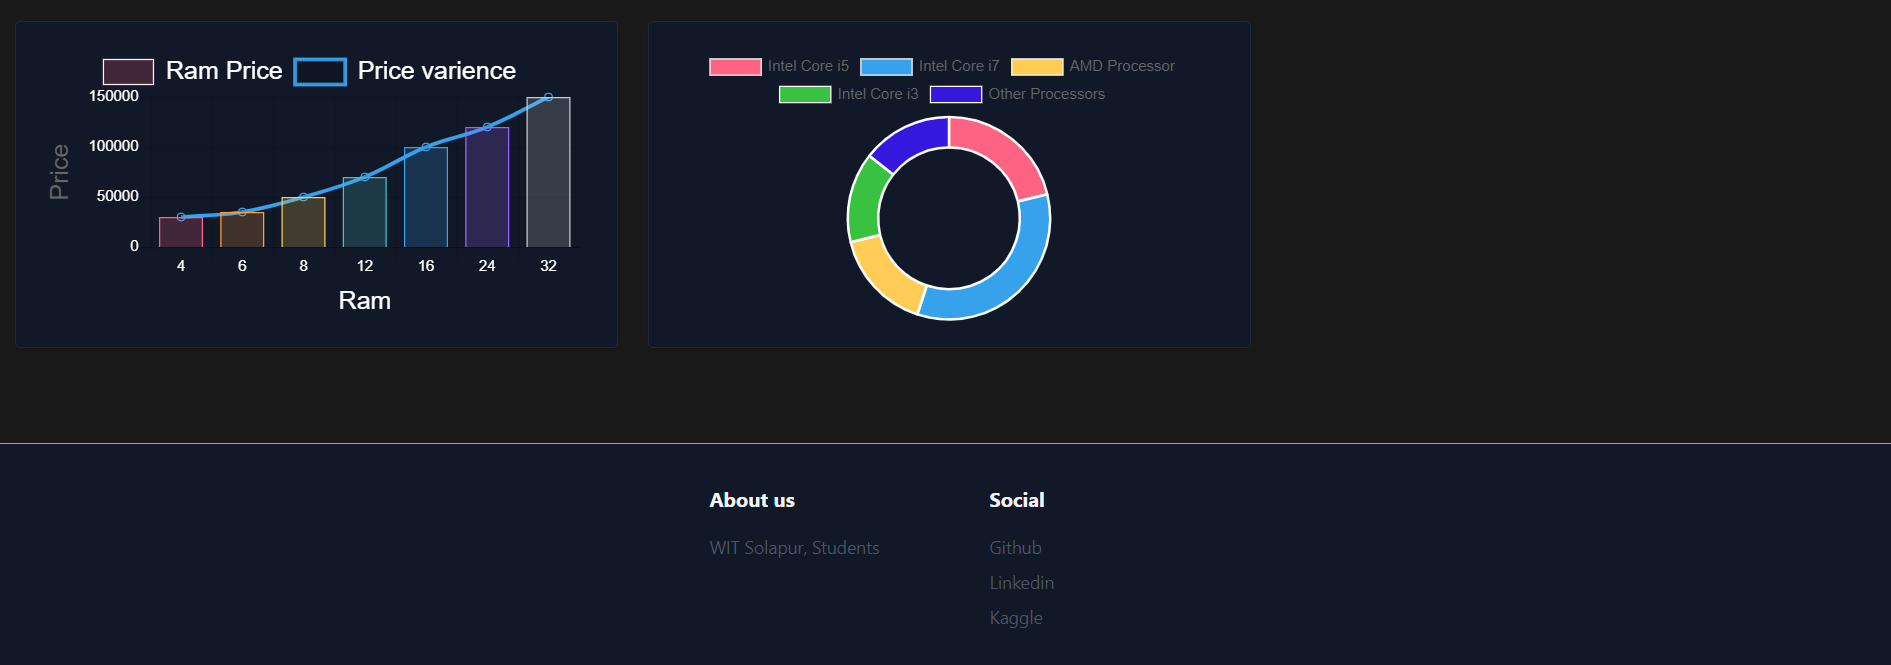 Ram Price Price varience
150000
100000
50000
0
Price
4 6 8 12 16 24 32
Ram
Intel Core i5 Intel Core i7 AMD Processor
Intel Core i3 Other Processors
About us
WIT Solapur, Students
Social
Github
Linkedin
Kaggle